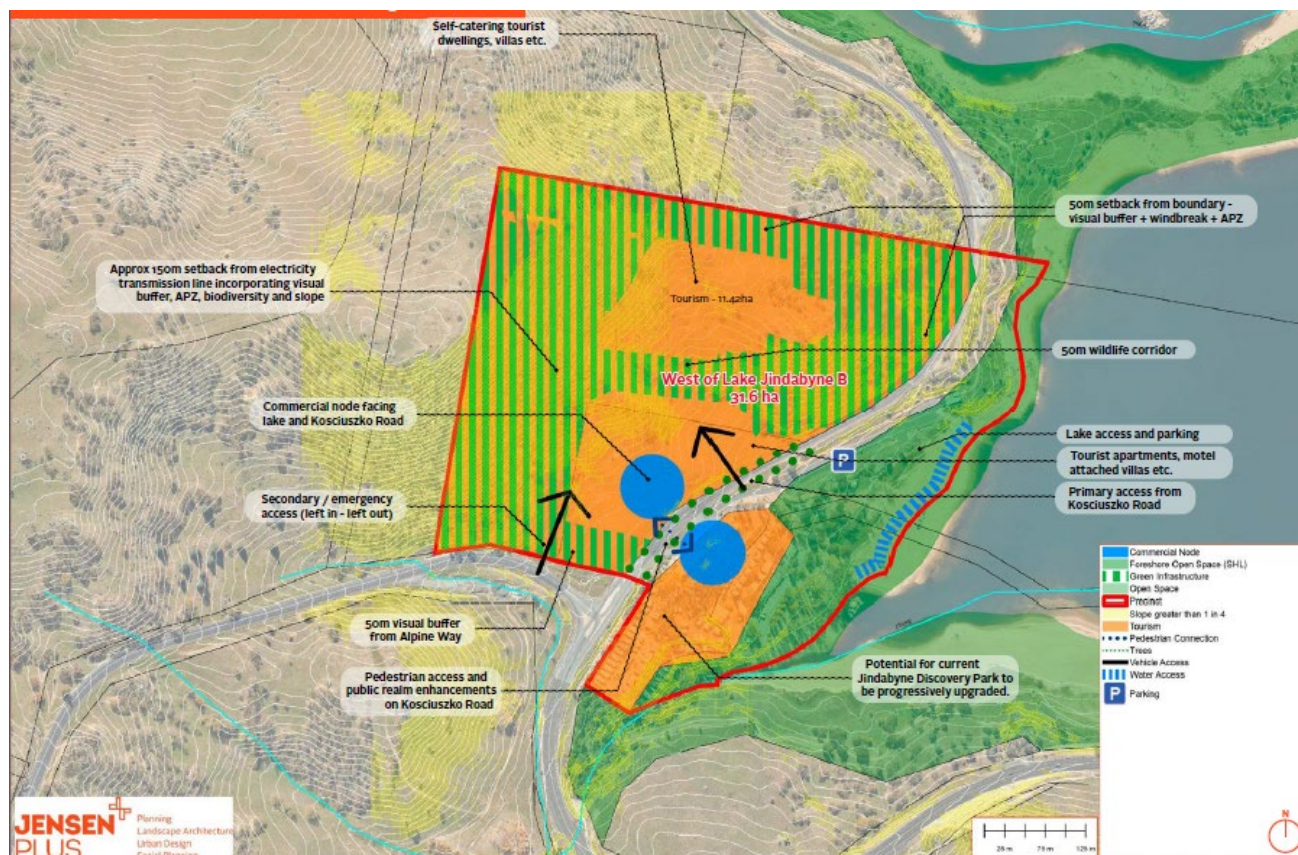 Self-catering tourist
dwellings, villas etc.
50m setback from boundary -
visual buffer + windbreak + APZ
Approx 150m setback from electricity
transmission line incorporating visual
buffer, APZ, biodiversity and slope
Tourism - 11.42ha
50m wildlife corridor
West of Lake Jindabyne B
31.6 ha
Commercial node facing
lake and Kosciuszko Road
Lake access and parking
P
Tourist apartments, motel
attached villas etc.
Secondary / emergency
access (left in - left out)
Primary access from
Kosciuszko Road
50m visual buffer
from Alpine Way
Pedestrian access and
public realm enhancements
on Kosciuszko Road
Potential for current
Jindabyne Discovery Park to
be progressively upgraded.
Commercial Node
Foreshore Open Space (SHL)
Green Infrastructure
Open Space
Precinct
Slope greater than 1 in 4
Tourism
Pedestrian Connection
Trees
Vehicle Access
Water Access
P Parking
JENSEN
PLUS
Planning
Landscape Architecture
Urban Design
Social Planning
N